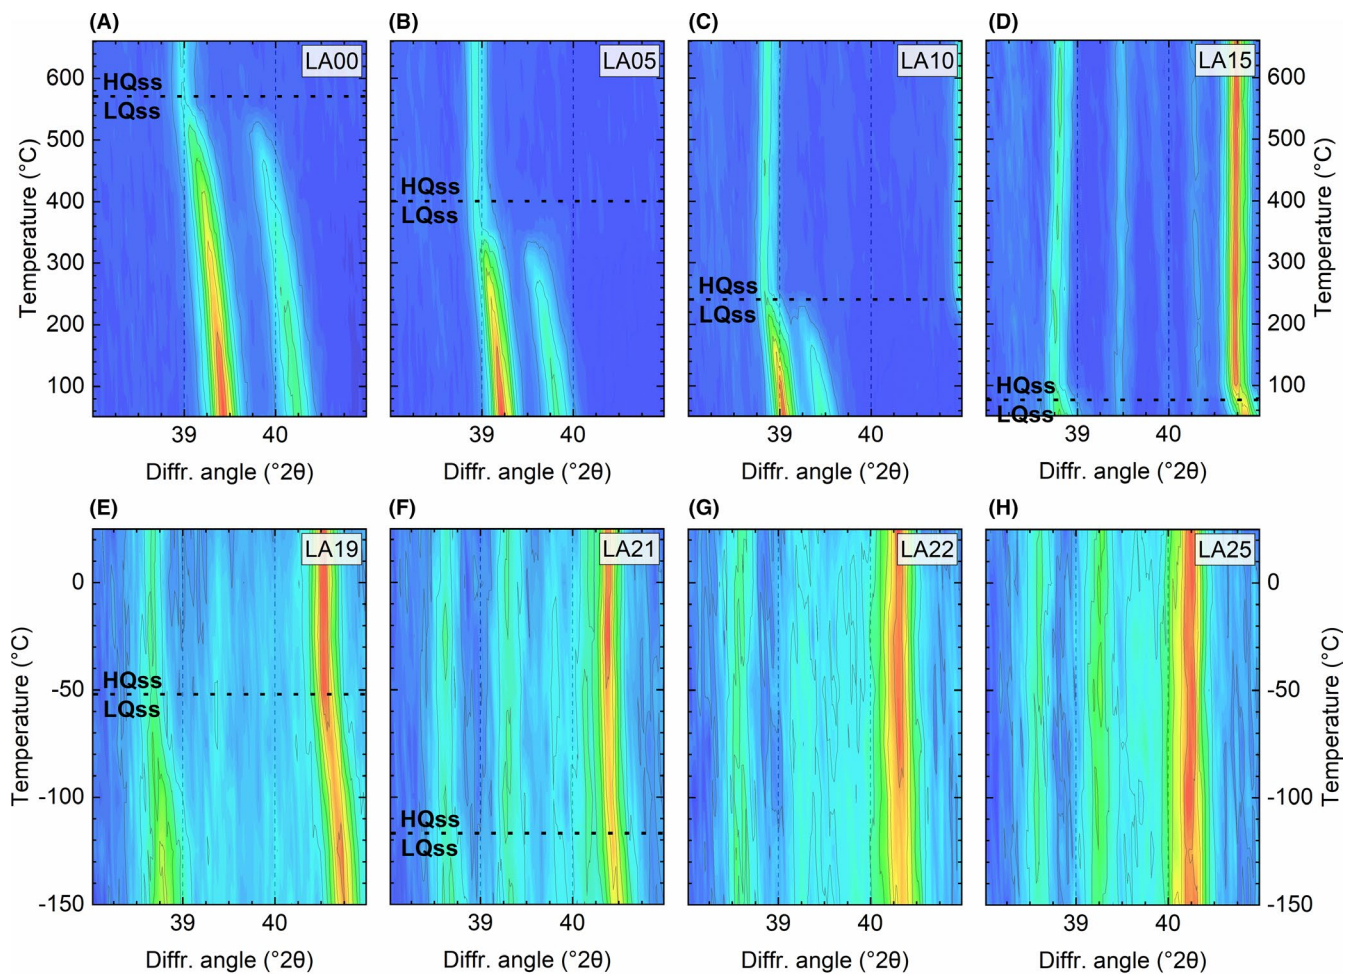 (A) (B) (C) (D)
LA00 LA05 LA10 LA15
Temperature (°C)
600
500
400
300
200
100
HQss
LQss
HQss
LQss
HQss
LQss
HQss
LQss
600
500
400
300
200
100
Temperature (°C)
39 40 39 40 39 40 39 40
Diffr. angle (°2θ) Diffr. angle (°2θ) Diffr. angle (°2θ) Diffr. angle (°2θ)
(E) (F) (G) (H)
LA19 LA21 LA22 LA25
Temperature (°C)
0
-50
-100
-150
HQss
LQss
HQss
LQss
0
-50
-100
-150
Temperature (°C)
39 40 39 40 39 40 39 40
Diffr. angle (°2θ) Diffr. angle (°2θ) Diffr. angle (°2θ) Diffr. angle (°2θ)